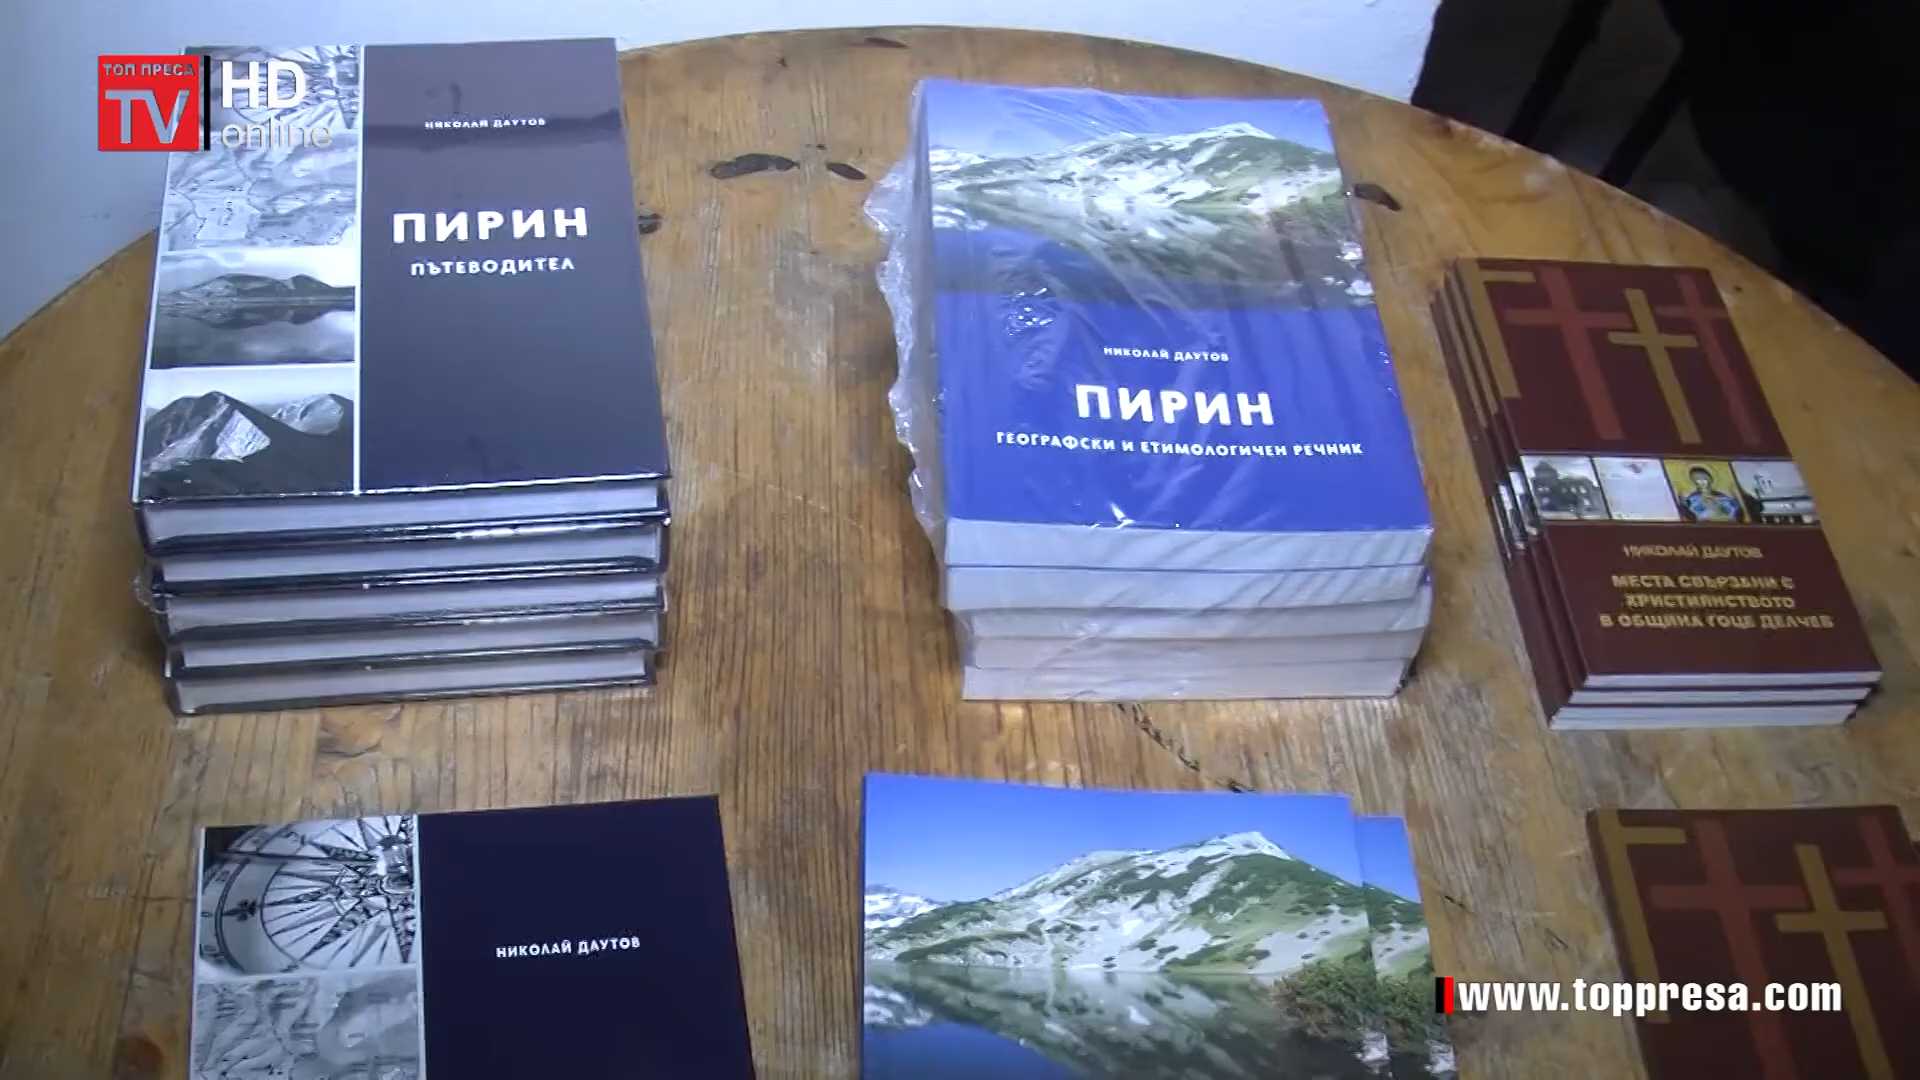 ТОП ПРЕСА
TV
HD
online
НИКОЛАЙ ДАУТОВ
ПИРИН
ПЪТЕВОДИТЕЛ
НИКОЛАЙ ДАУТОВ
ПИРИН
ГЕОГРАФСКИ И ЕТИМОЛОГИЧЕН РЕЧНИК
НИКОЛАЙ ДАУТОВ
МЕСТА СВЪРЗАНИ С
ХРИСТИЯНСТВОТО
В ОБЩИНА ГОЦЕ ДЕЛЧЕВ
НИКОЛАЙ ДАУТОВ
www.toppresa.com